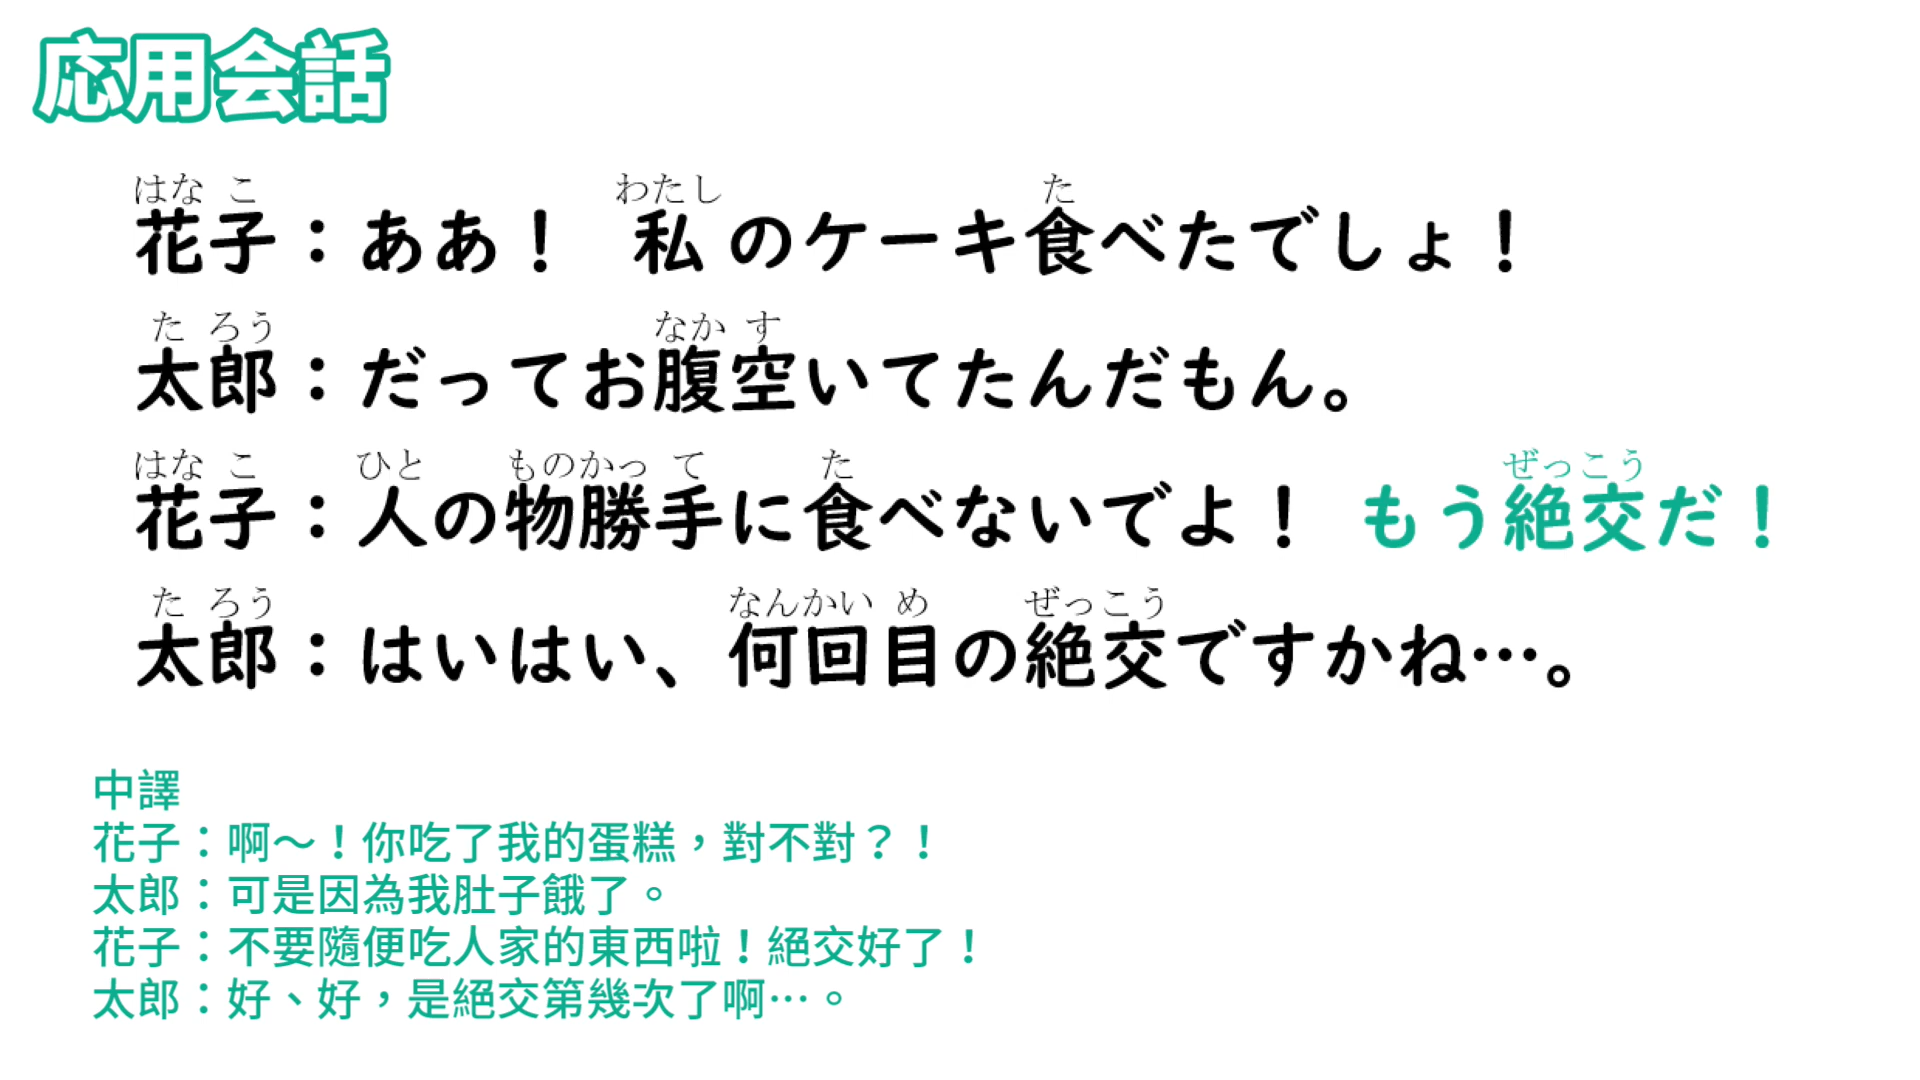 応用会話
はな こ わたし た
花子：ああ！ 私のケーキ食べたでしょ！
た ろう なか す
太郎：だってお腹空いてたんだもん。
はな こ ひと ものかっ て た ぜっこう
花子：人の物勝手に食べないでよ！ もう絶交だ！
た ろう なんかい め ぜっこう
太郎：はいはい、何回目の絶交ですかね…。
中譯
花子：啊～！你吃了我的蛋糕，對不對？！
太郎：可是因為我肚子餓了。
花子：不要隨便吃人家的東西啦！絕交好了！
太郎：好、好，是絕交第幾次了啊…。